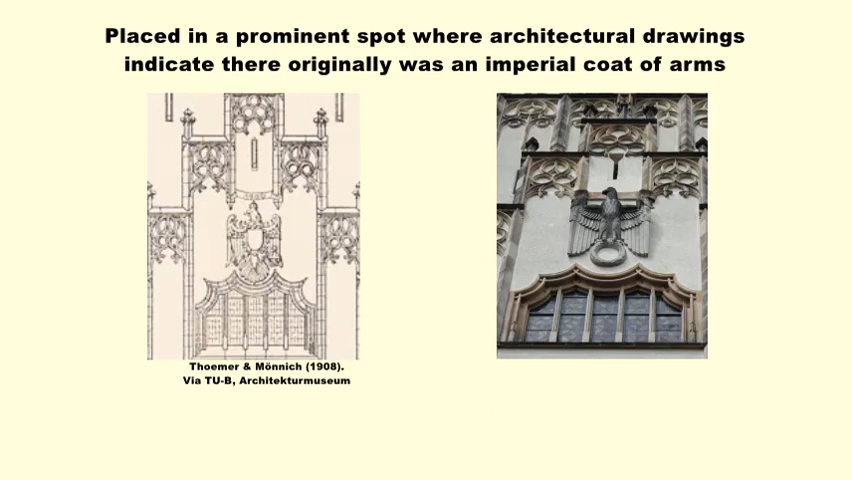 Placed in a prominent spot where architectural drawings
indicate there originally was an imperial coat of arms
Thoemer & Mönnich (1908).
Via TU-B, Architekturmuseum